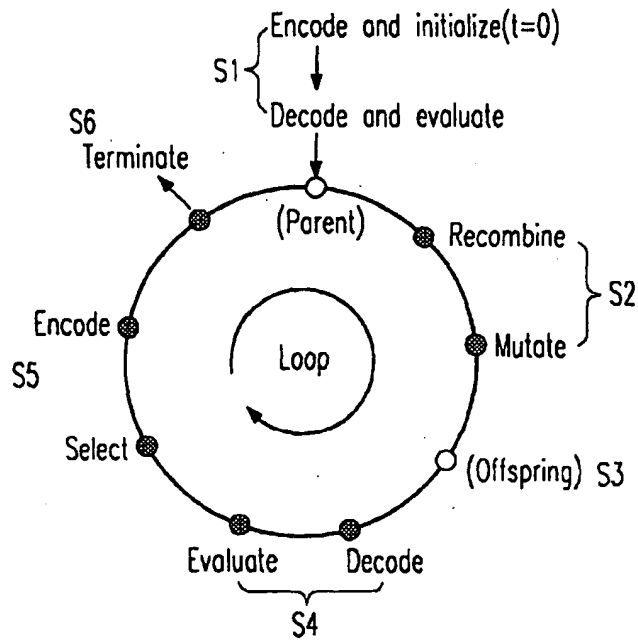 Encode and initialize(t=0)
S1
Decode and evaluate
S6
Terminate
(Parent)
Recombine
S2
Mutate
Encode
Loop
S5
Select
(Offspring) S3
Evaluate Decode
S4